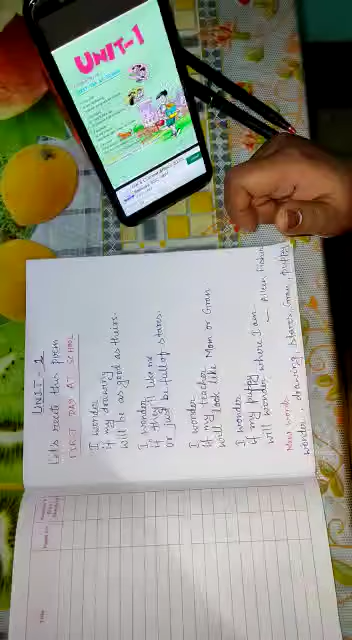 UNIT-1
UNIT - 1
Let's recite the poem
FIRST DAY AT SCHOOL
I wonder
if my drawing
will be as good as theirs.
I wonder
if they'll like me
or just be full of stares.
I wonder
if my teacher
will look like Mom or Gran
I wonder
if my puppy
will wonder where I am
— Aileen Fisher
New words
wonder, drawing, stares, Gran, puppy